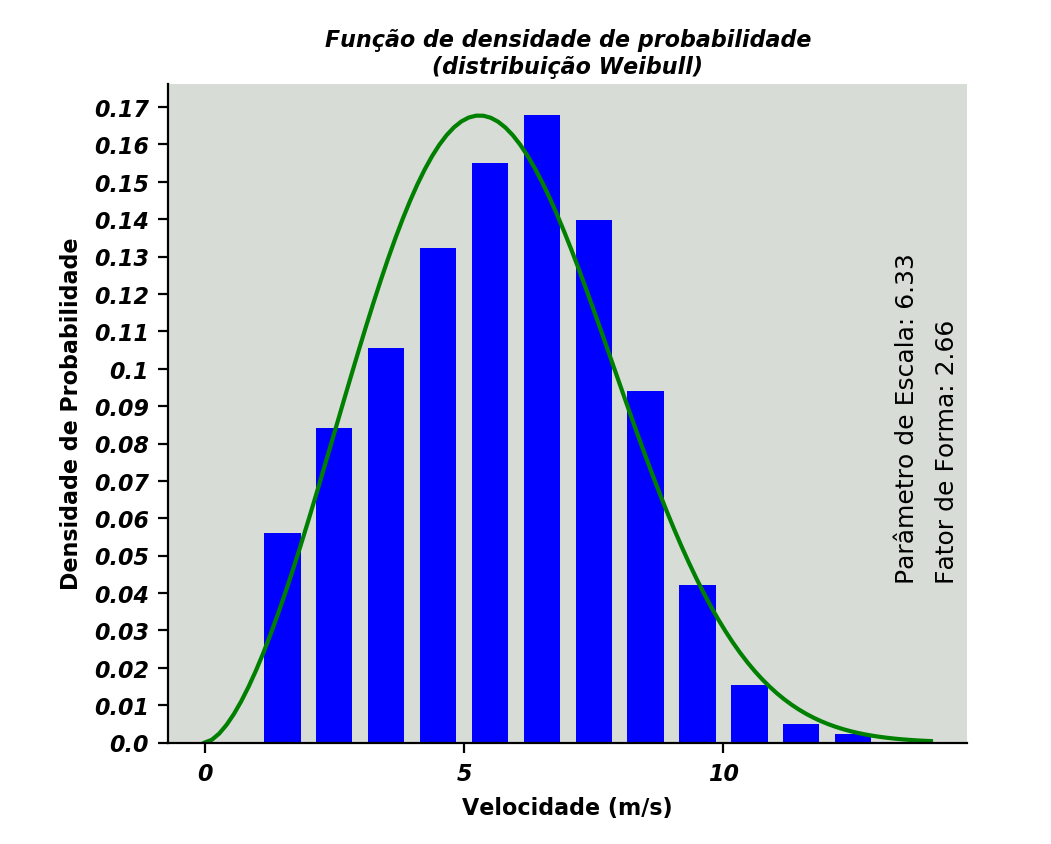 Função de densidade de probabilidade
(distribuição Weibull)
Densidade de Probabilidade
0.17
0.16
0.15
0.14
0.13
0.12
0.11
0.1
0.09
0.08
0.07
0.06
0.05
0.04
0.03
0.02
0.01
0.0
Parâmetro de Escala: 6.33
Fator de Forma: 2.66
0 5 10
Velocidade (m/s)